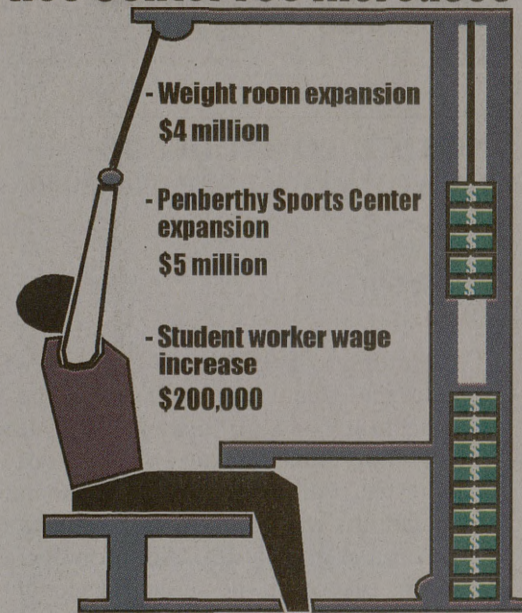 - Weight room expansion
$4 million
- Penberthy Sports Center
expansion
$5 million
- Student worker wage
increase
$200,000
$
$
$
$
$
$
$
$
$
$
$
$
$